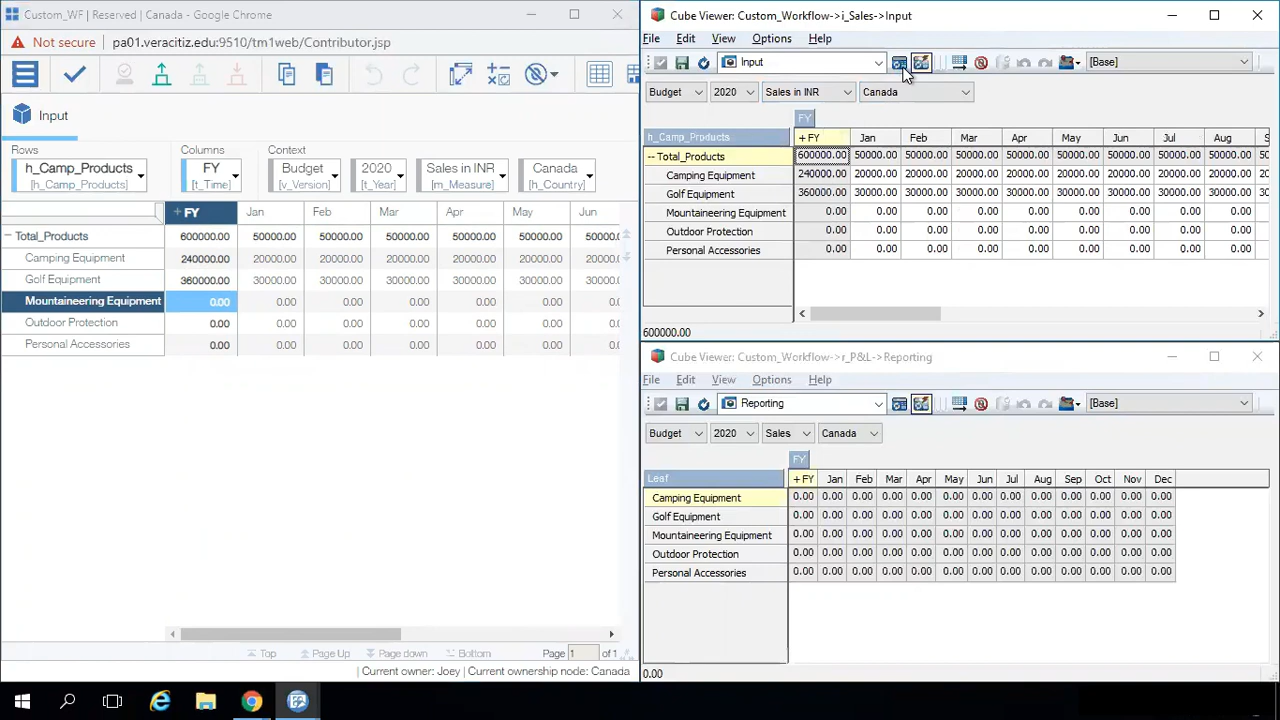 Custom_WF | Reserved | Canada - Google Chrome
Not secure | pa01.veracitiz.edu:9510/tm1web/Contributor.jsp
Input
Rows Columns Context
h_Camp_Products FY Budget 2020 Sales in INR Canada
[h_Camp_Products] [t_Time] [v_Version] [t_Year] [m_Measure] [h_Country]
+ FY Jan Feb Mar Apr May Jun
− Total_Products 600000.00 50000.00 50000.00 50000.00 50000.00 50000.00 50000.0
Camping Equipment 240000.00 20000.00 20000.00 20000.00 20000.00 20000.00 20000.0
Golf Equipment 360000.00 30000.00 30000.00 30000.00 30000.00 30000.00 30000.0
Mountaineering Equipment 0.00 0.00 0.00 0.00 0.00 0.00 0.0
Outdoor Protection 0.00 0.00 0.00 0.00 0.00 0.00 0.0
Personal Accessories 0.00 0.00 0.00 0.00 0.00 0.00 0.0
Top Page Up Page down Bottom Page 1 of 1
| Current owner: Joey | Current ownership node: Canada
Cube Viewer: Custom_Workflow->i_Sales->Input
File Edit View Options Help
Input [Base]
Budget 2020 Sales in INR Canada
FY
h_Camp_Products + FY Jan Feb Mar Apr May Jun Jul Aug S
-- Total_Products 600000.00 50000.00 50000.00 50000.00 50000.00 50000.00 50000.00 50000.00 50000.00 50
Camping Equipment 240000.00 20000.00 20000.00 20000.00 20000.00 20000.00 20000.00 20000.00 20000.00 20
Golf Equipment 360000.00 30000.00 30000.00 30000.00 30000.00 30000.00 30000.00 30000.00 30000.00 30
Mountaineering Equipment 0.00 0.00 0.00 0.00 0.00 0.00 0.00 0.00 0.00
Outdoor Protection 0.00 0.00 0.00 0.00 0.00 0.00 0.00 0.00 0.00
Personal Accessories 0.00 0.00 0.00 0.00 0.00 0.00 0.00 0.00 0.00
600000.00
Cube Viewer: Custom_Workflow->r_P&L->Reporting
File Edit View Options Help
Reporting [Base]
Budget 2020 Sales Canada
FY
Leaf + FY Jan Feb Mar Apr May Jun Jul Aug Sep Oct Nov Dec
Camping Equipment 0.00 0.00 0.00 0.00 0.00 0.00 0.00 0.00 0.00 0.00 0.00 0.00 0.00
Golf Equipment 0.00 0.00 0.00 0.00 0.00 0.00 0.00 0.00 0.00 0.00 0.00 0.00 0.00
Mountaineering Equipment 0.00 0.00 0.00 0.00 0.00 0.00 0.00 0.00 0.00 0.00 0.00 0.00 0.00
Outdoor Protection 0.00 0.00 0.00 0.00 0.00 0.00 0.00 0.00 0.00 0.00 0.00 0.00 0.00
Personal Accessories 0.00 0.00 0.00 0.00 0.00 0.00 0.00 0.00 0.00 0.00 0.00 0.00 0.00
0.00